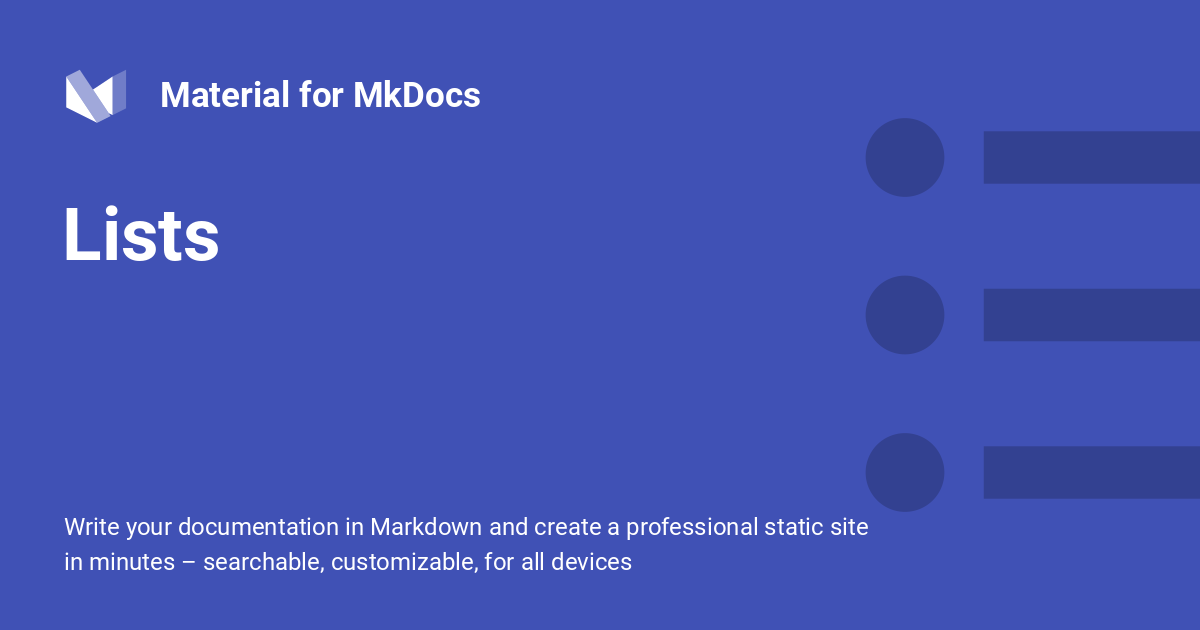 Material for MkDocs
Lists
Write your documentation in Markdown and create a professional static site
in minutes – searchable, customizable, for all devices